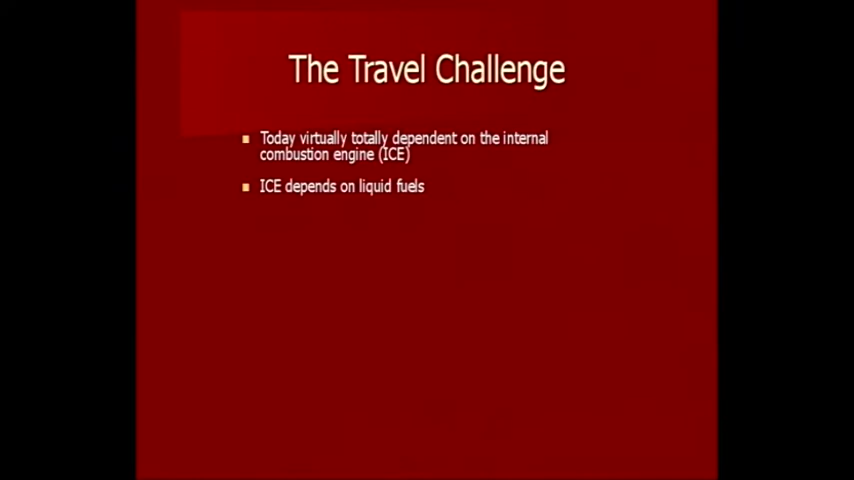 The Travel Challenge
Today virtually totally dependent on the internal
combustion engine (ICE)
ICE depends on liquid fuels